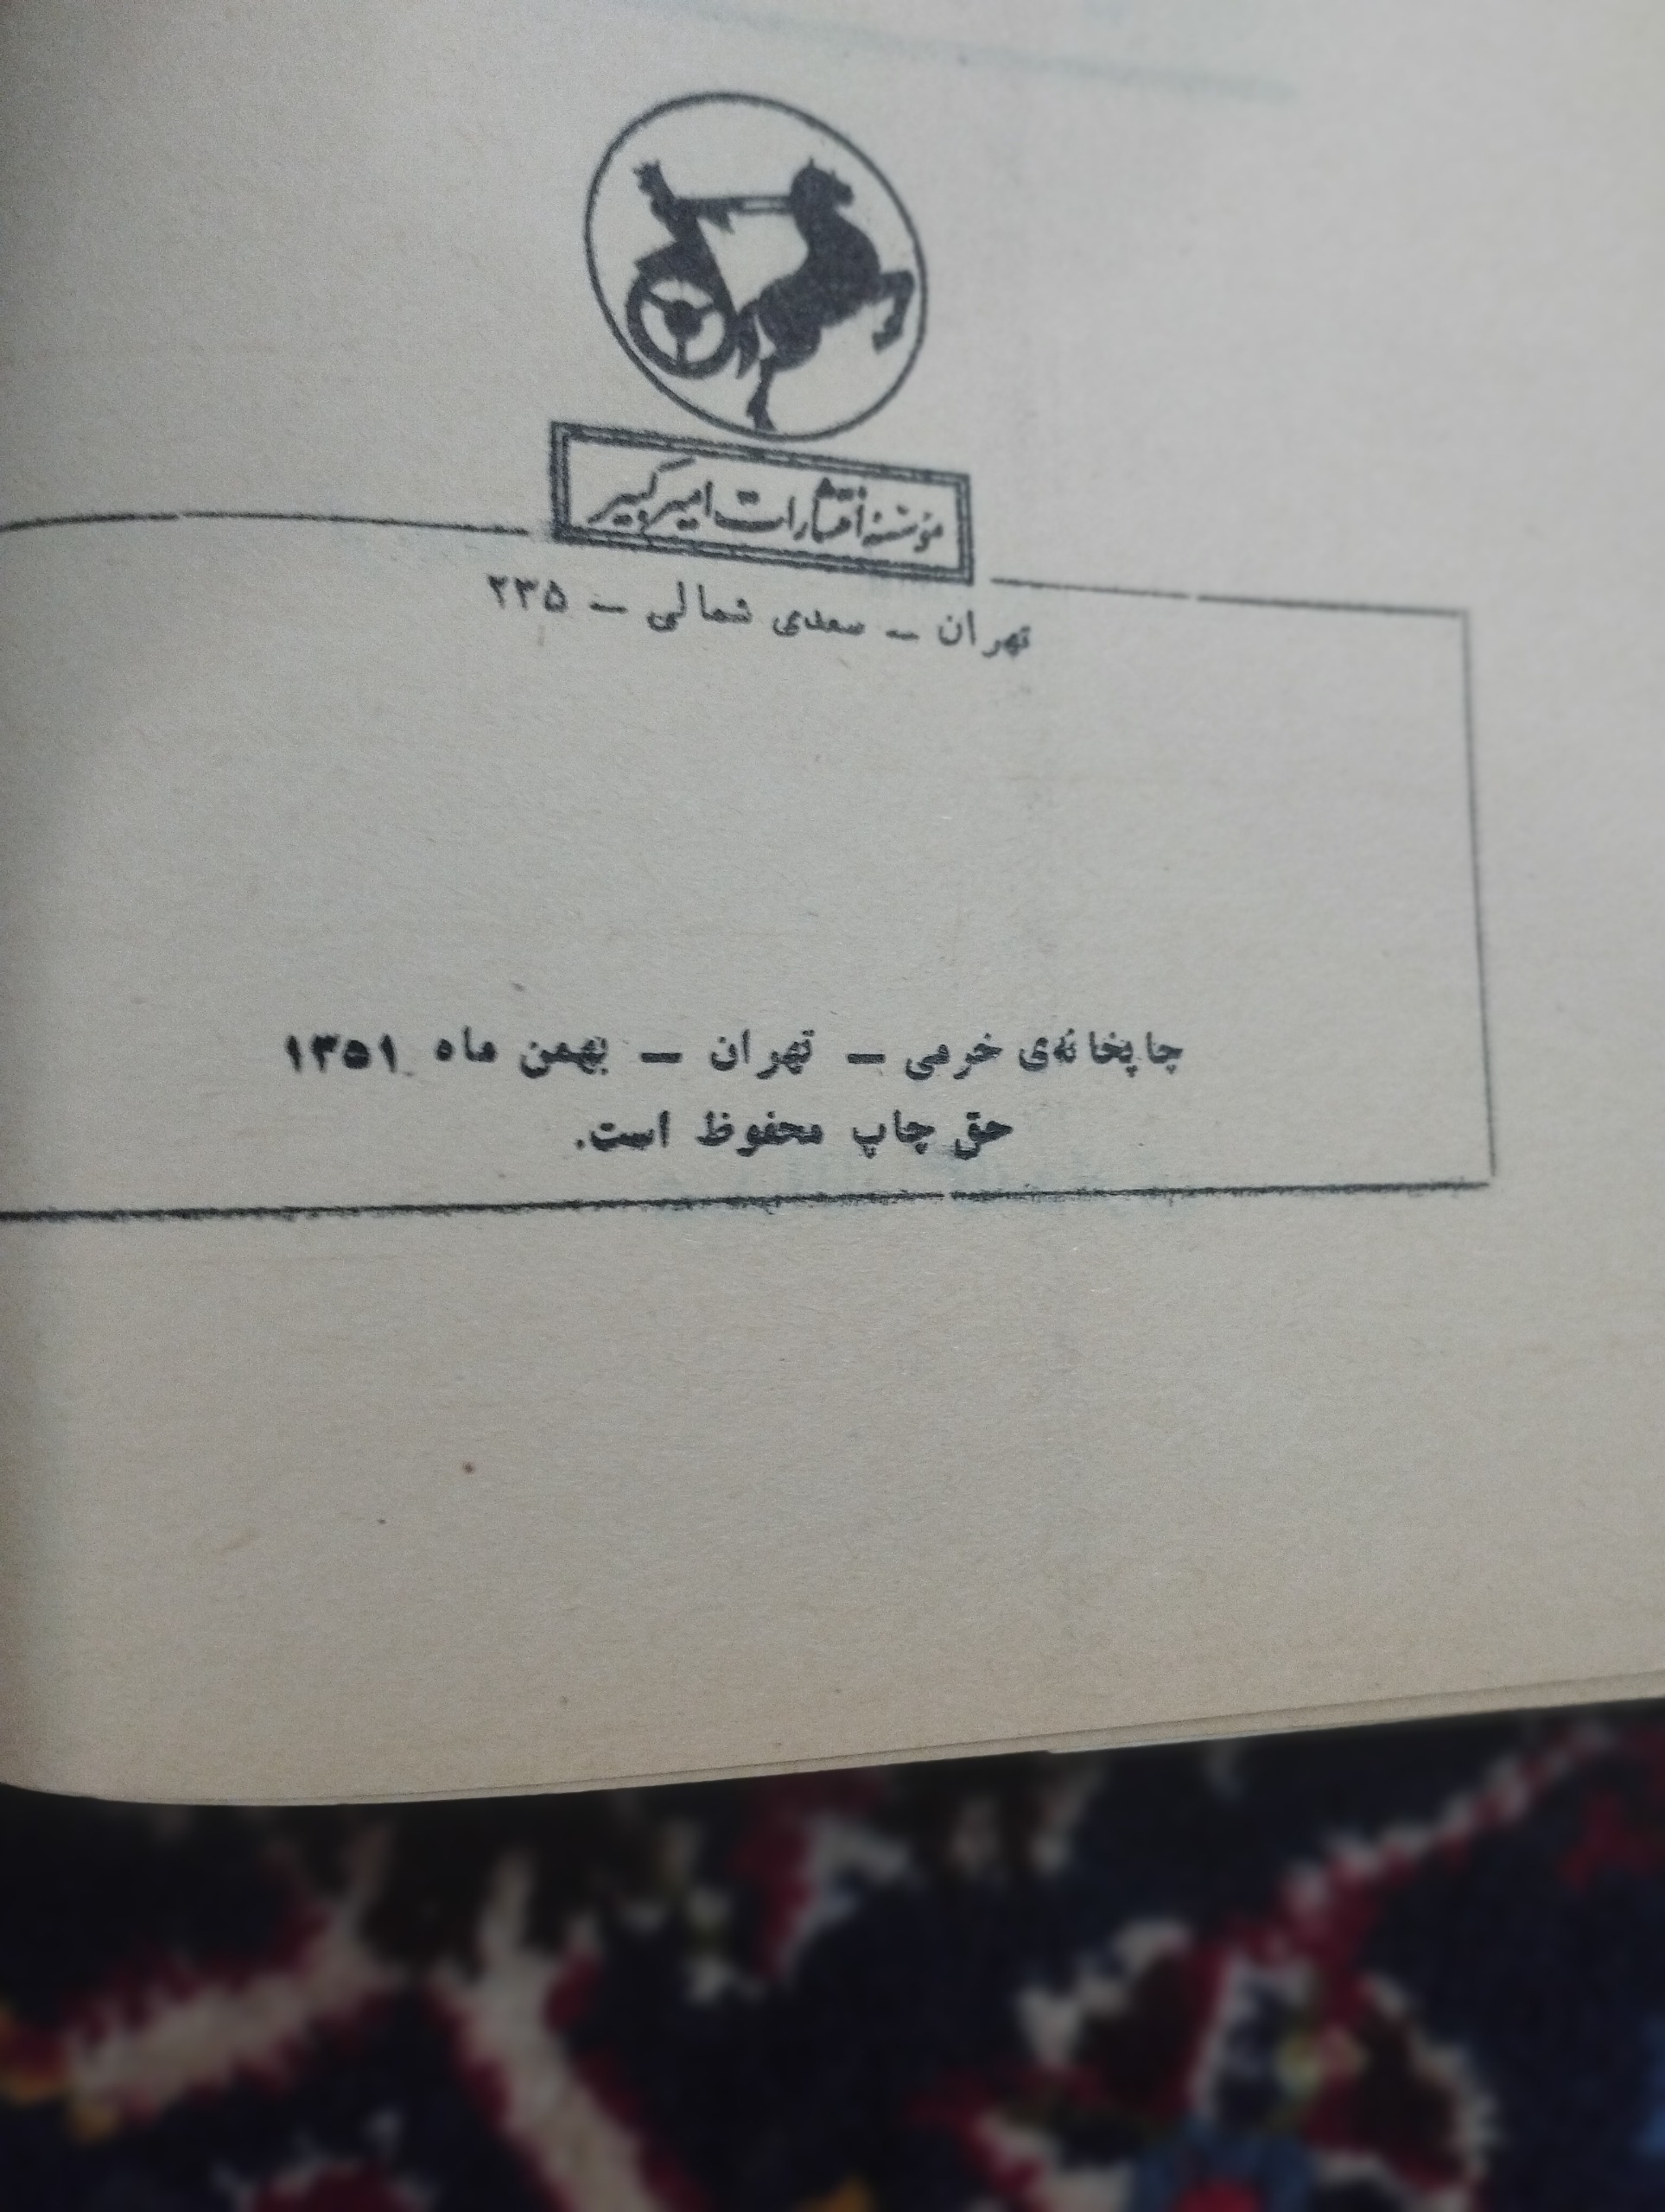 مؤسسهٔ انتشارات امیرکبیر
تهران – سعدی شمالی – ۲۳۵
چاپخانه‌ی خرمی – تهران – بهمن ماه ۱۳۵۱
حق چاپ محفوظ است.